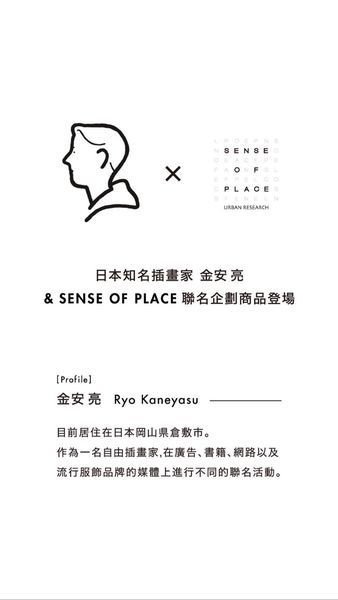 SENSE
OF
PLACE
URBAN RESEARCH
×
日本知名插畫家 金安 亮
& SENSE OF PLACE 聯名企劃商品登場
[Profile]
金安 亮 Ryo Kaneyasu
目前居住在日本岡山県倉敷市。
作為一名自由插畫家,在廣告、書籍、網路以及
流行服飾品牌的媒體上進行不同的聯名活動。